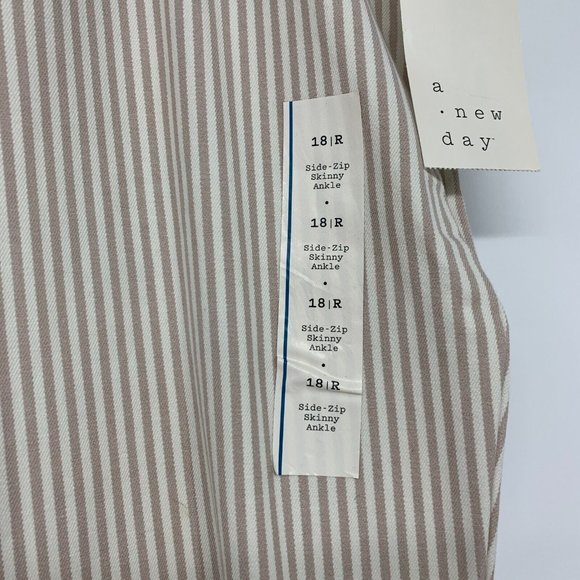 a
· new
day™
18|R
Side-Zip
Skinny
Ankle
•
18|R
Side-Zip
Skinny
Ankle
•
18|R
Side-Zip
Skinny
Ankle
•
18|R
Side-Zip
Skinny
Ankle